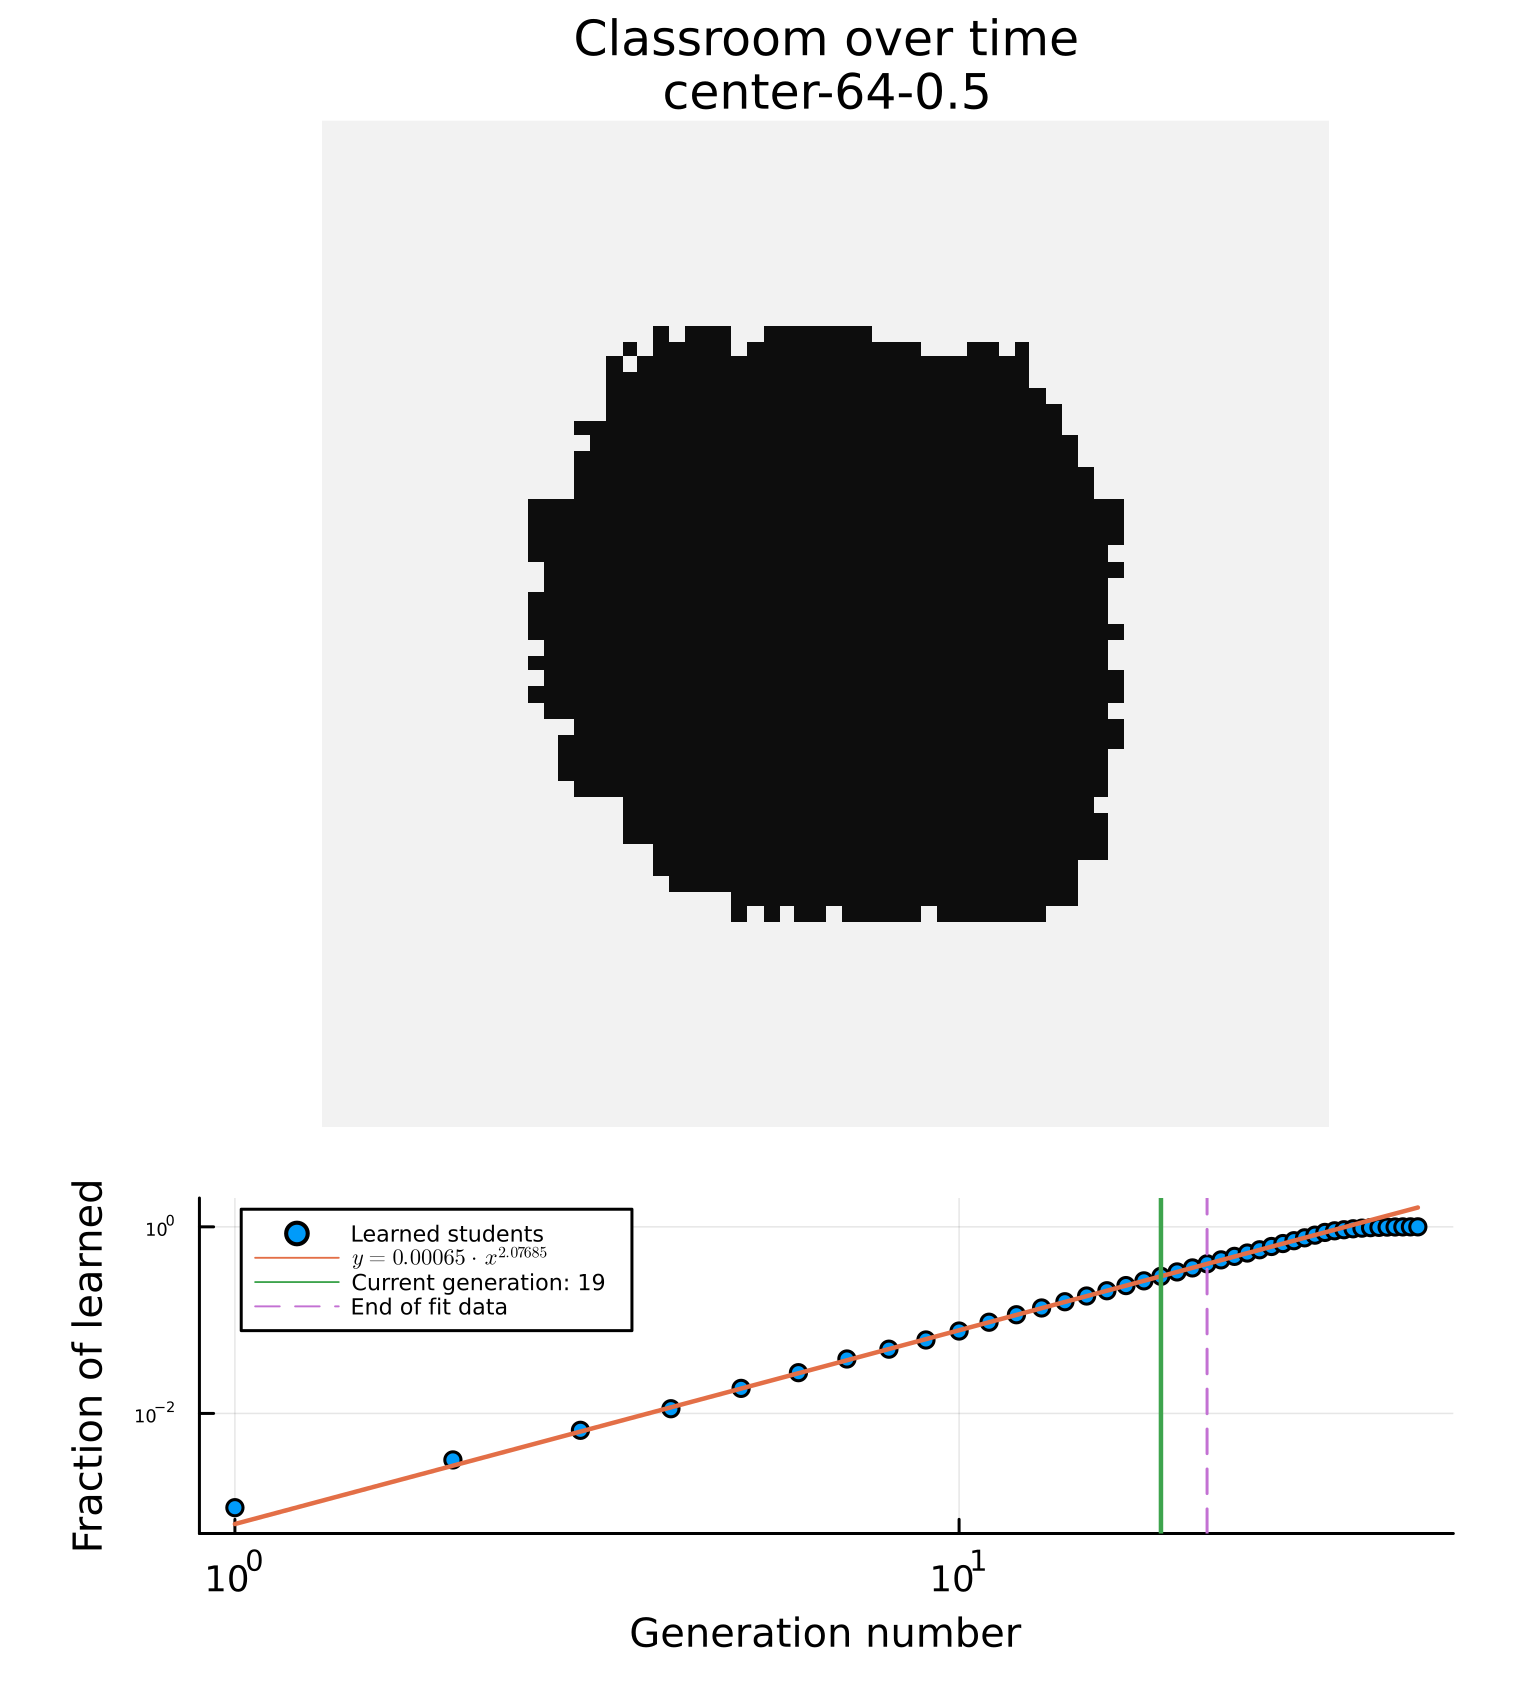 Classroom over time
center-64-0.5
Fraction of learned
10^0
10^-2
Learned students
y = 0.00065 · x^2.07685
Current generation: 19
End of fit data
10^0
10^1
Generation number